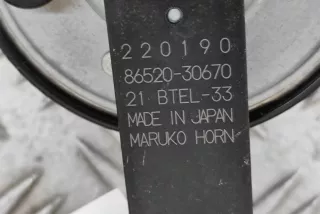 220190
86520-30670
21 BTEL-33
MADE IN JAPAN
MARUKO HORN